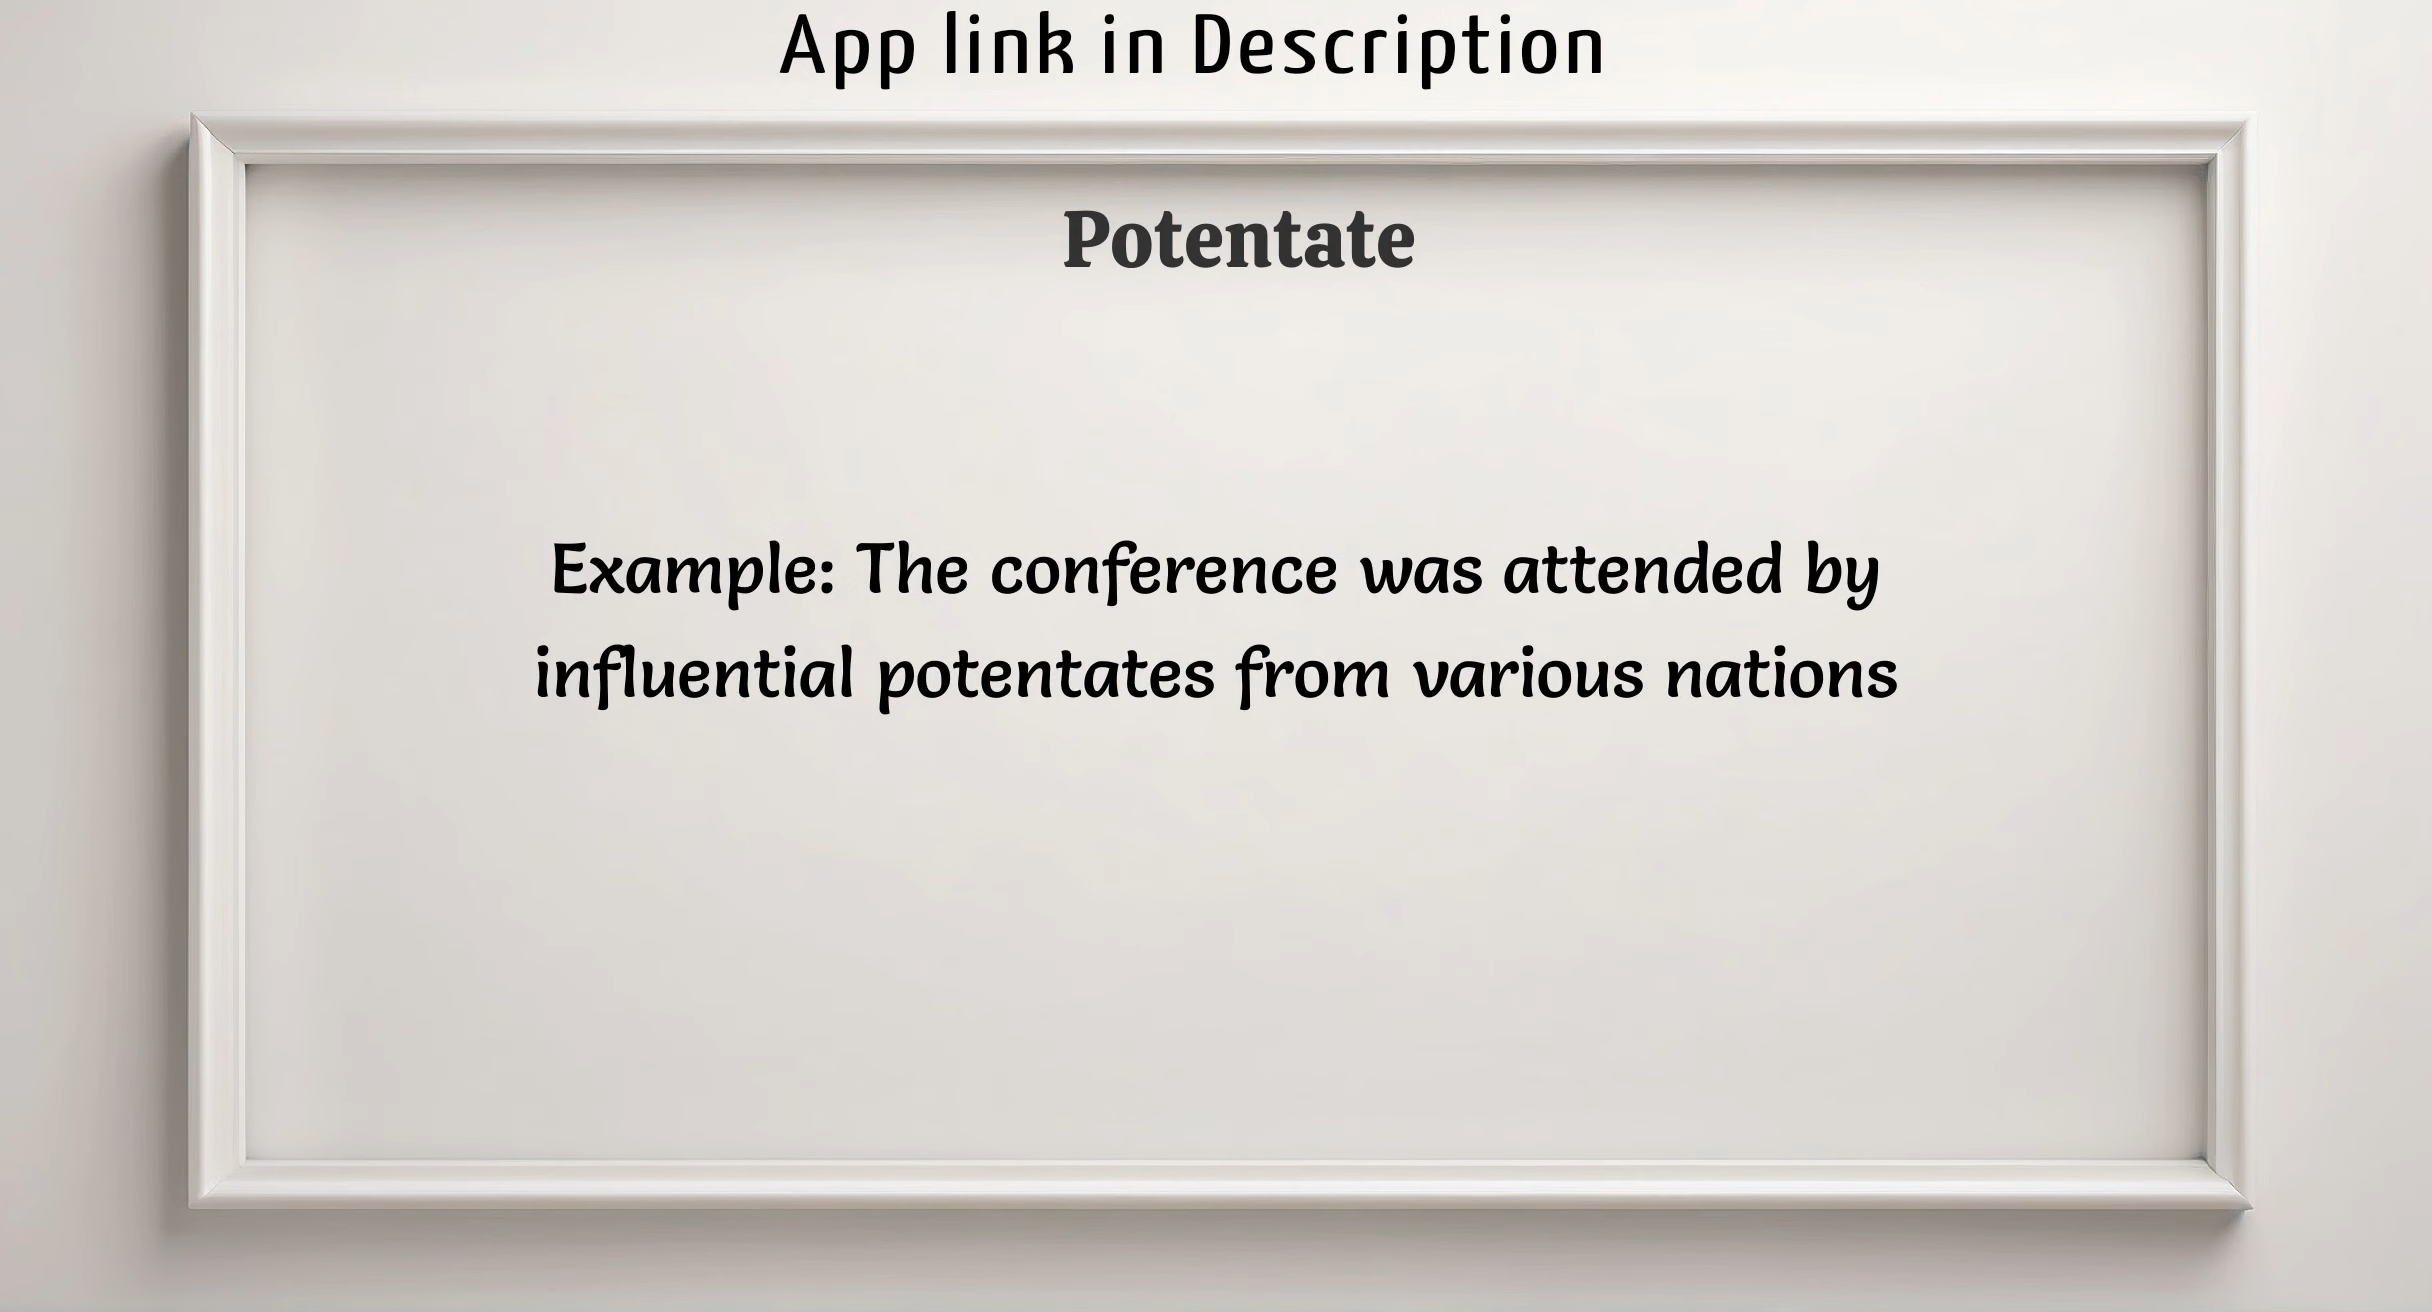 App link in Description
Potentate
Example: The conference was attended by
influential potentates from various nations